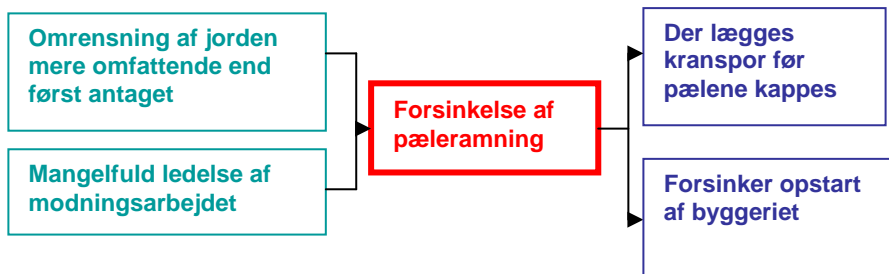 Omrensning af jorden
mere omfattende end
først antaget
Mangelfuld ledelse af
modningsarbejdet
Forsinkelse af
pæleramning
Der lægges
kranspor før
pælene kappes
Forsinker opstart
af byggeriet